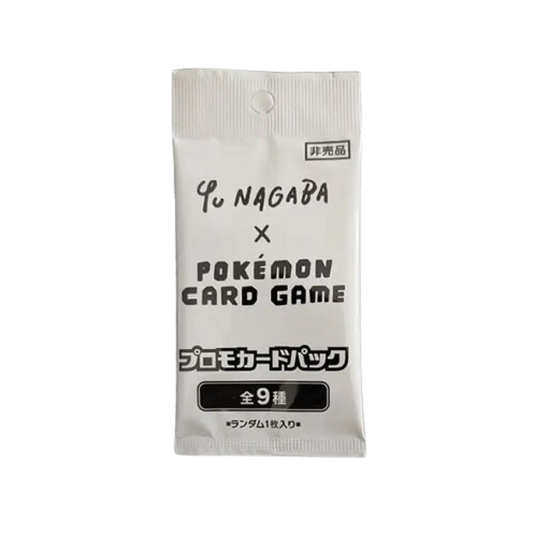 非売品
Yu NAGABA
X
POKÉMON
CARD GAME
プロモカードパック
全9種
*ランダム1枚入り*